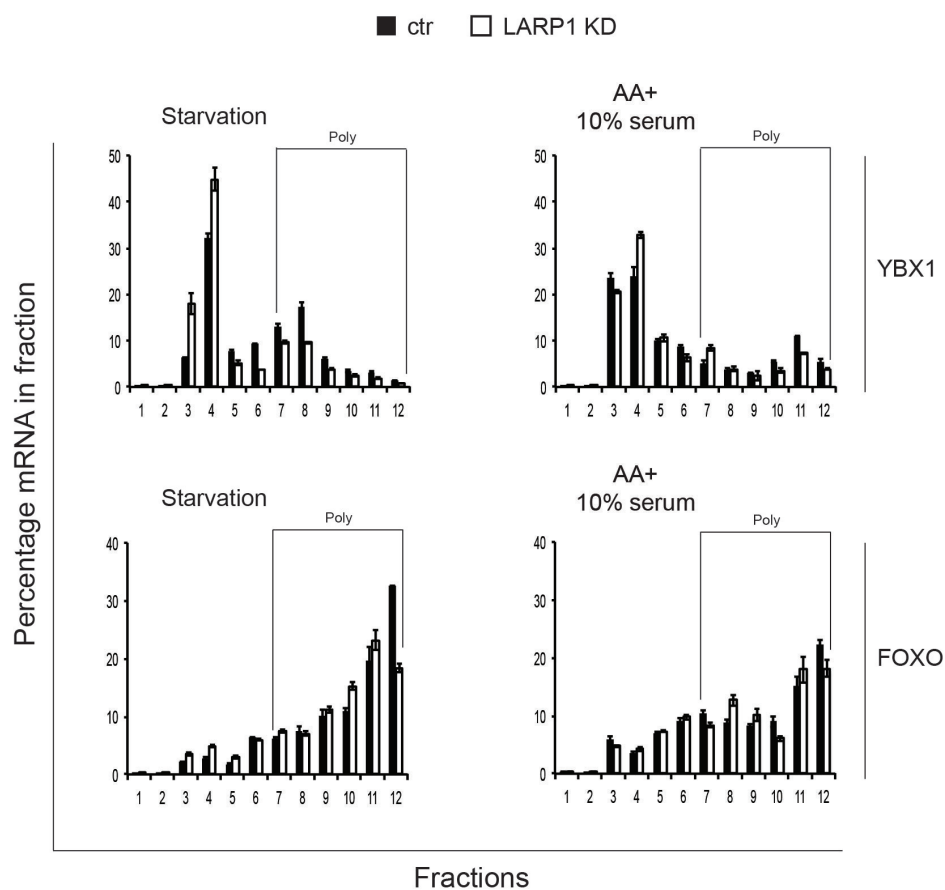 ctr LARP1 KD
Starvation
AA+
10% serum
Poly
Poly
50
40
30
20
10
0
1 2 3 4 5 6 7 8 9 10 11 12
50
40
30
20
10
0
1 2 3 4 5 6 7 8 9 10 11 12
YBX1
Percentage mRNA in fraction
Starvation
AA+
10% serum
Poly
Poly
40
30
20
10
0
1 2 3 4 5 6 7 8 9 10 11 12
40
30
20
10
0
1 2 3 4 5 6 7 8 9 10 11 12
FOXO
Fractions